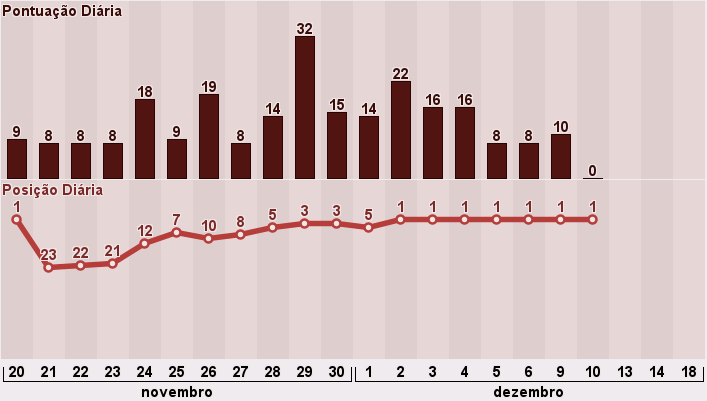 Pontuação Diária
9 8 8 8 18 9 19 8 14 32 15 14 22 16 16 8 8 10 0
Posição Diária
1 23 22 21 12 7 10 8 5 3 3 5 1 1 1 1 1 1 1
20 21 22 23 24 25 26 27 28 29 30 1 2 3 4 5 6 9 10 13 14 18
novembro dezembro